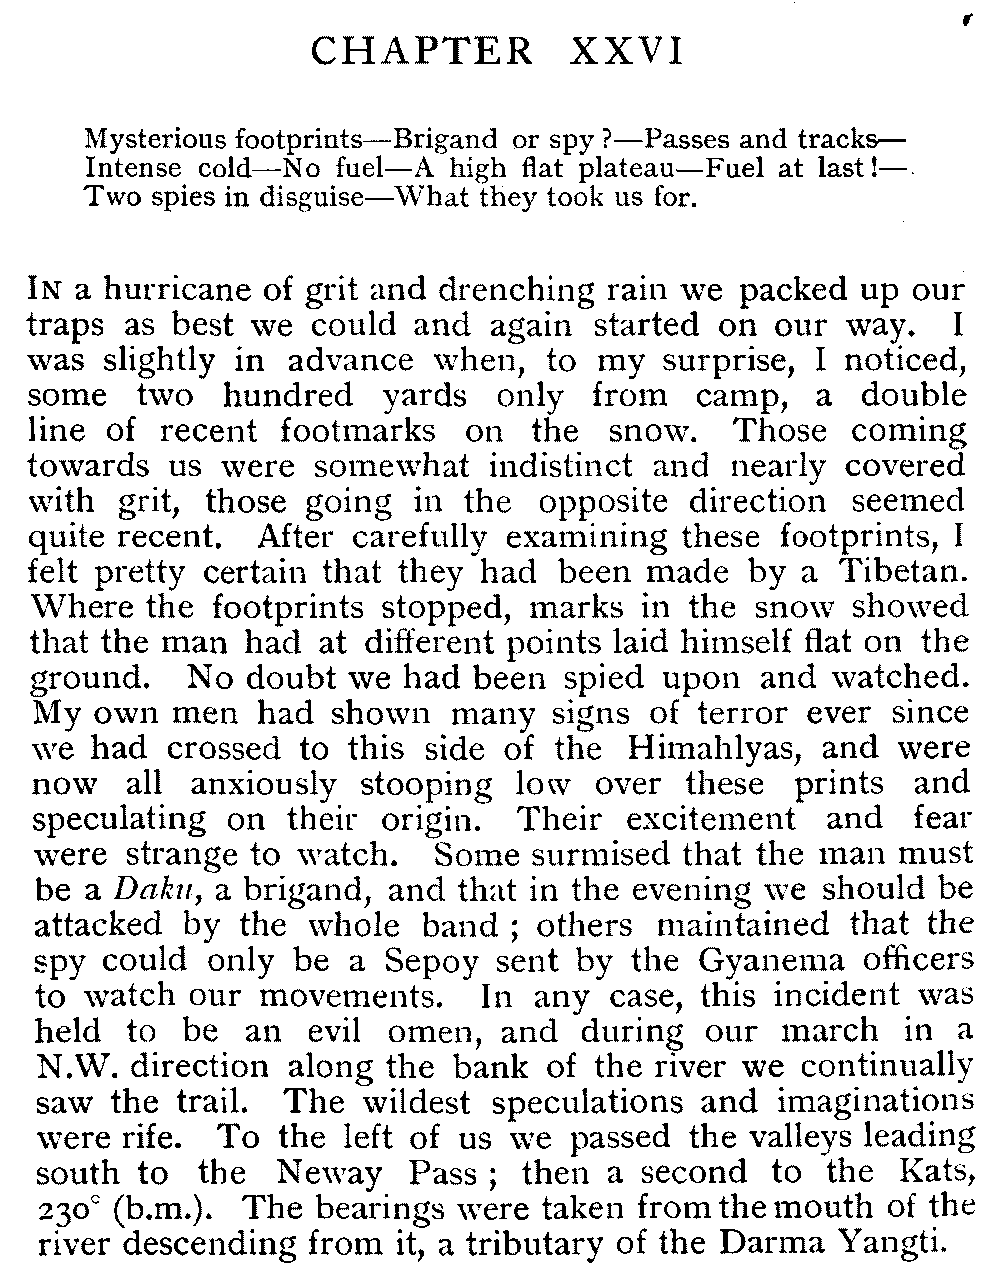 CHAPTER XXVI
Mysterious footprints—Brigand or spy ?—Passes and tracks—
Intense cold—No fuel—A high flat plateau—Fuel at last!—
Two spies in disguise—What they took us for.
IN a hurricane of grit and drenching rain we packed up our
traps as best we could and again started on our way. I
was slightly in advance when, to my surprise, I noticed,
some two hundred yards only from camp, a double
line of recent footmarks on the snow. Those coming
towards us were somewhat indistinct and nearly covered
with grit, those going in the opposite direction seemed
quite recent. After carefully examining these footprints, I
felt pretty certain that they had been made by a Tibetan.
Where the footprints stopped, marks in the snow showed
that the man had at different points laid himself flat on the
ground. No doubt we had been spied upon and watched.
My own men had shown many signs of terror ever since
we had crossed to this side of the Himahlyas, and were
now all anxiously stooping low over these prints and
speculating on their origin. Their excitement and fear
were strange to watch. Some surmised that the man must
be a Daku, a brigand, and that in the evening we should be
attacked by the whole band ; others maintained that the
spy could only be a Sepoy sent by the Gyanema officers
to watch our movements. In any case, this incident was
held to be an evil omen, and during our march in a
N.W. direction along the bank of the river we continually
saw the trail. The wildest speculations and imaginations
were rife. To the left of us we passed the valleys leading
south to the Neway Pass ; then a second to the Kats,
230° (b.m.). The bearings were taken from the mouth of the
river descending from it, a tributary of the Darma Yangti.